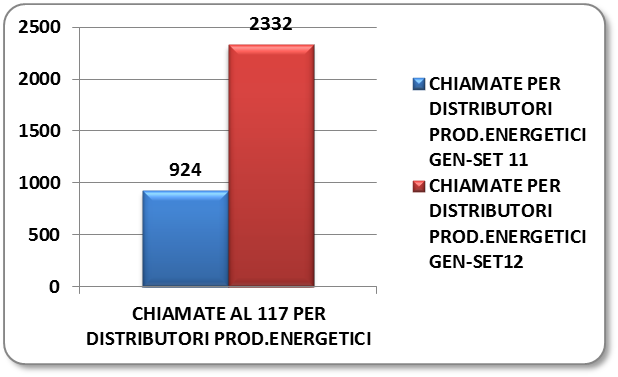 2500
2000
1500
1000
500
0
924
2332
CHIAMATE AL 117 PER
DISTRIBUTORI PROD.ENERGETICI
CHIAMATE PER
DISTRIBUTORI
PROD.ENERGETICI
GEN-SET 11
CHIAMATE PER
DISTRIBUTORI
PROD.ENERGETICI
GEN-SET12